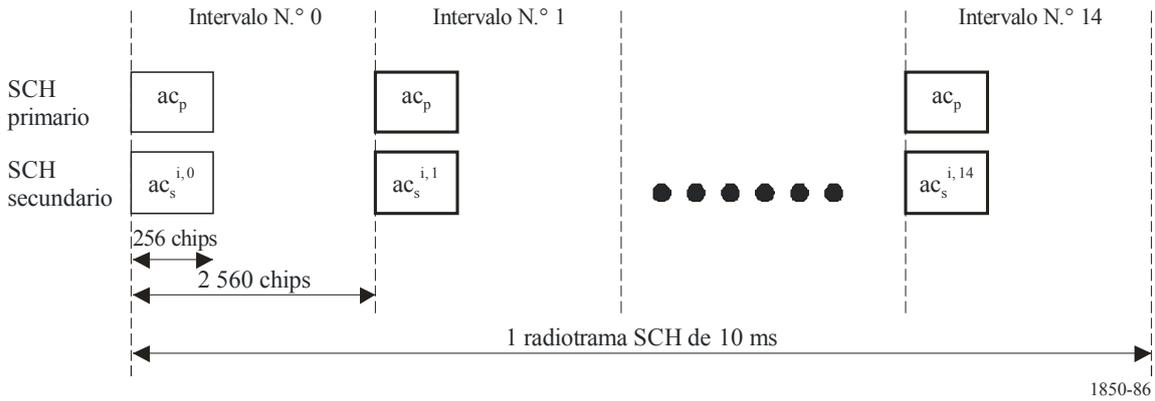 Intervalo N.° 0
Intervalo N.° 1
Intervalo N.° 14
SCH
primario
ac_p
ac_p
ac_p
SCH
secundario
ac_s^i, 0
ac_s^i, 1
ac_s^i, 14
256 chips
2 560 chips
1 radiotrama SCH de 10 ms
1850-86